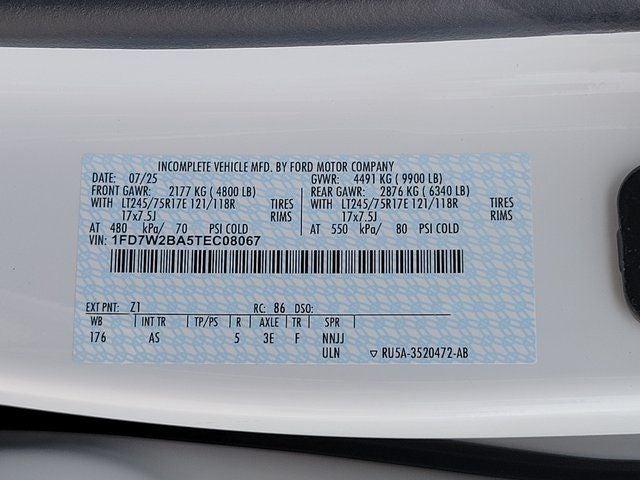 INCOMPLETE VEHICLE MFD. BY FORD MOTOR COMPANY
DATE: 07/25 GVWR: 4491 KG ( 9900 LB)
FRONT GAWR: 2177 KG ( 4800 LB) REAR GAWR: 2876 KG ( 6340 LB)
WITH LT245/75R17E 121/118R TIRES WITH LT245/75R17E 121/118R TIRES
17x7.5J RIMS 17x7.5J RIMS
AT 480 kPa/ 70 PSI COLD AT 550 kPa/ 80 PSI COLD
VIN: 1FD7W2BA5TEC08067
EXT PNT: Z1 RC: 86 DSO:
WB INT TR TP/PS R AXLE TR SPR
176 AS 5 3E F NNJJ
ULN ▽ RU5A-3520472-AB